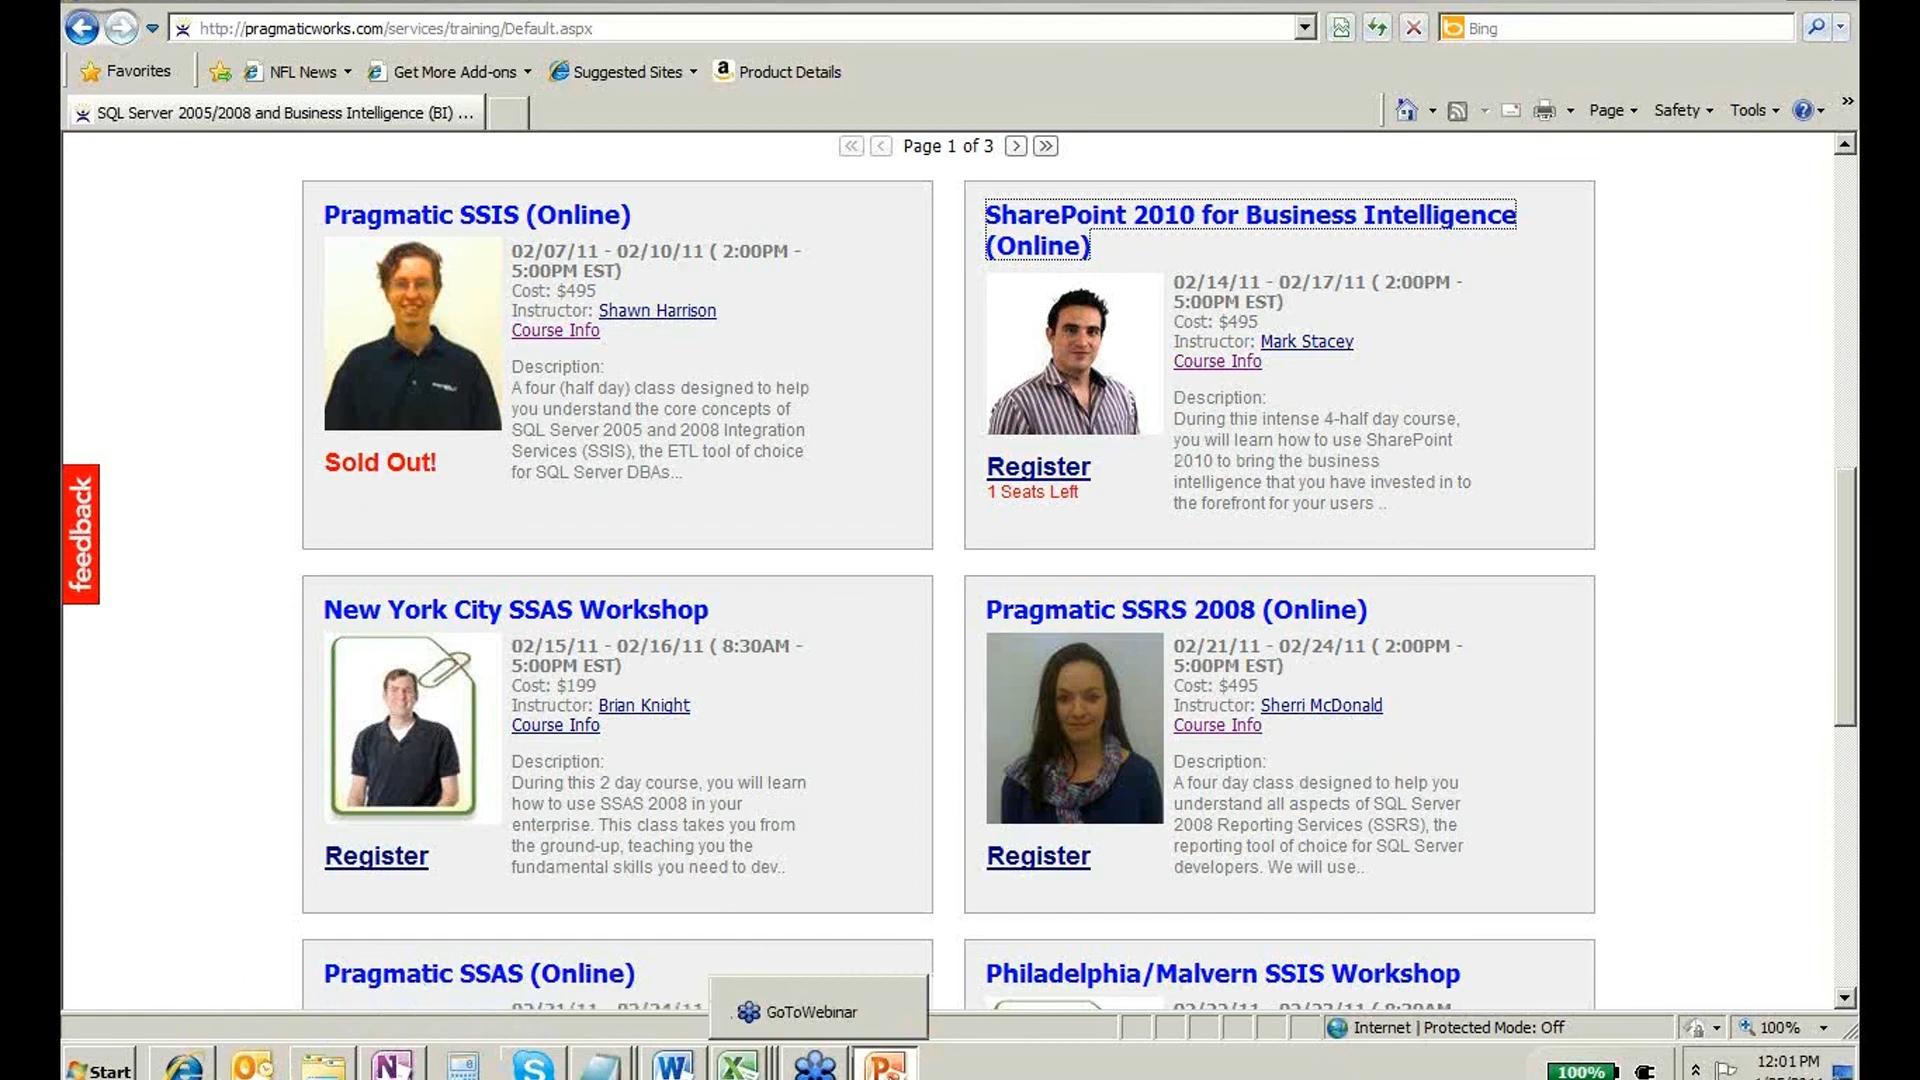 http://pragmaticworks.com/services/training/Default.aspx
Bing
Favorites
NFL News
Get More Add-ons
Suggested Sites
Product Details
SQL Server 2005/2008 and Business Intelligence (BI) ...
Page
Safety
Tools
Page 1 of 3
Pragmatic SSIS (Online)
02/07/11 - 02/10/11 ( 2:00PM -
5:00PM EST)
Cost: $495
Instructor: Shawn Harrison
Course Info
Description:
A four (half day) class designed to help
you understand the core concepts of
SQL Server 2005 and 2008 Integration
Services (SSIS), the ETL tool of choice
for SQL Server DBAs...
Sold Out!
SharePoint 2010 for Business Intelligence
(Online)
02/14/11 - 02/17/11 ( 2:00PM -
5:00PM EST)
Cost: $495
Instructor: Mark Stacey
Course Info
Description:
During this intense 4-half day course,
you will learn how to use SharePoint
2010 to bring the business
intelligence that you have invested in to
the forefront for your users ..
Register
1 Seats Left
feedback
New York City SSAS Workshop
02/15/11 - 02/16/11 ( 8:30AM -
5:00PM EST)
Cost: $199
Instructor: Brian Knight
Course Info
Description:
During this 2 day course, you will learn
how to use SSAS 2008 in your
enterprise. This class takes you from
the ground-up, teaching you the
fundamental skills you need to dev..
Register
Pragmatic SSRS 2008 (Online)
02/21/11 - 02/24/11 ( 2:00PM -
5:00PM EST)
Cost: $495
Instructor: Sherri McDonald
Course Info
Description:
A four day class designed to help you
understand all aspects of SQL Server
2008 Reporting Services (SSRS), the
reporting tool of choice for SQL Server
developers. We will use..
Register
Pragmatic SSAS (Online)
Philadelphia/Malvern SSIS Workshop
GoToWebinar
Internet | Protected Mode: Off
100%
Start
100%
12:01 PM